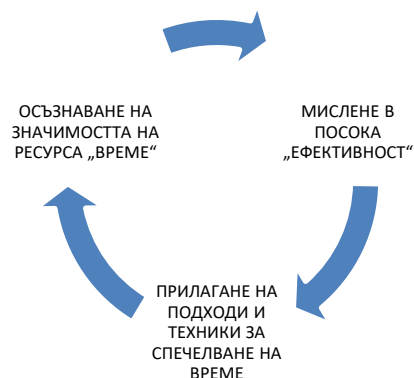 ОСЪЗНАВАНЕ НА
ЗНАЧИМОСТТА НА
РЕСУРСА „ВРЕМЕ“
МИСЛЕНЕ В
ПОСОКА
„ЕФЕКТИВНОСТ“
ПРИЛАГАНЕ НА
ПОДХОДИ И
ТЕХНИКИ ЗА
СПЕЧЕЛВАНЕ НА
ВРЕМЕ